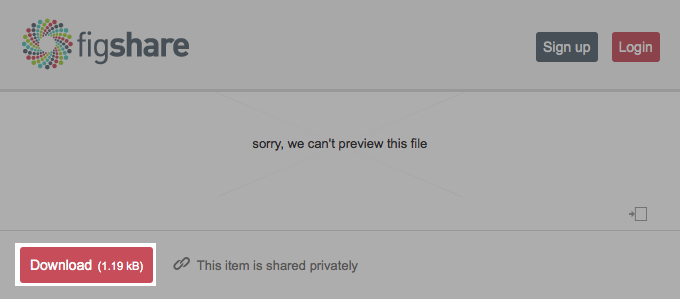 figshare
Sign up Login
sorry, we can't preview this file
Download (1.19 kB) This item is shared privately